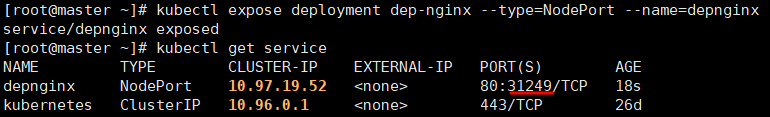 [root@master ~]# kubectl expose deployment dep-nginx --type=NodePort --name=depnginx
service/depnginx exposed
[root@master ~]# kubectl get service
NAME         TYPE        CLUSTER-IP    EXTERNAL-IP   PORT(S)        AGE
depnginx     NodePort    10.97.19.52   <none>        80:31249/TCP   18s
kubernetes   ClusterIP   10.96.0.1     <none>        443/TCP        26d